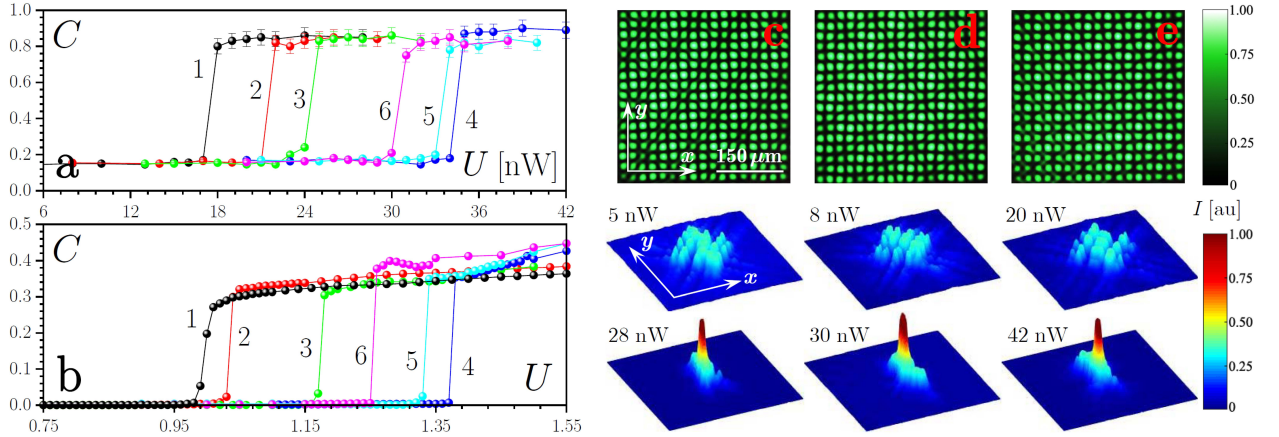 C
1.0
0.8
0.6
0.4
0.2
0.0
1
2
3
6
5
4
a
U [nW]
6 12 18 24 30 36 42
C
0.5
0.4
0.3
0.2
0.1
0.0
1
2
3
6
5
4
b
U
0.75 0.95 1.15 1.35 1.55
c
d
e
y
x
150 μm
1.00
0.75
0.50
0.25
0
5 nW
8 nW
20 nW
y
x
28 nW
30 nW
42 nW
I [au]
1.00
0.75
0.50
0.25
0